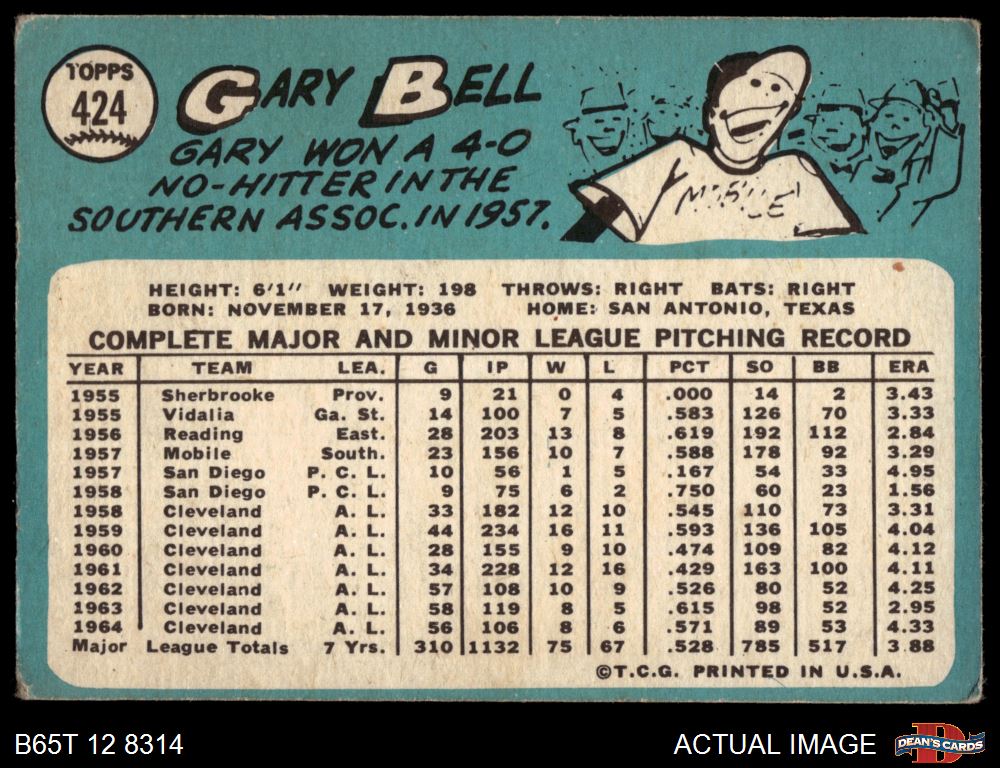 TOPPS
424
GARY BELL
GARY WON A 4-0
NO-HITTER IN THE
SOUTHERN ASSOC. IN 1957.
MOBILE
HEIGHT: 6'1" WEIGHT: 198 THROWS: RIGHT BATS: RIGHT
BORN: NOVEMBER 17, 1936 HOME: SAN ANTONIO, TEXAS
COMPLETE MAJOR AND MINOR LEAGUE PITCHING RECORD
YEAR TEAM LEA. G IP W L PCT SO BB ERA
1955 Sherbrooke Prov. 9 21 0 4 .000 14 2 3.43
1955 Vidalia Ga. St. 14 100 7 5 .583 126 70 3.33
1956 Reading East. 28 203 13 8 .619 192 112 2.84
1957 Mobile South. 23 156 10 7 .588 178 92 3.29
1957 San Diego P. C. L. 10 56 1 5 .167 54 33 4.95
1958 San Diego P. C. L. 9 75 6 2 .750 60 23 1.56
1958 Cleveland A. L. 33 182 12 10 .545 110 73 3.31
1959 Cleveland A. L. 44 234 16 11 .593 136 105 4.04
1960 Cleveland A. L. 28 155 9 10 .474 109 82 4.12
1961 Cleveland A. L. 34 228 12 16 .429 163 100 4.11
1962 Cleveland A. L. 57 108 10 9 .526 80 52 4.25
1963 Cleveland A. L. 58 119 8 5 .615 98 52 2.95
1964 Cleveland A. L. 56 106 8 6 .571 89 53 4.33
Major League Totals 7 Yrs. 310 1132 75 67 .528 785 517 3.88
©T.C.G. PRINTED IN U.S.A.
B65T 12 8314
ACTUAL IMAGE
D
DEAN'S CARDS